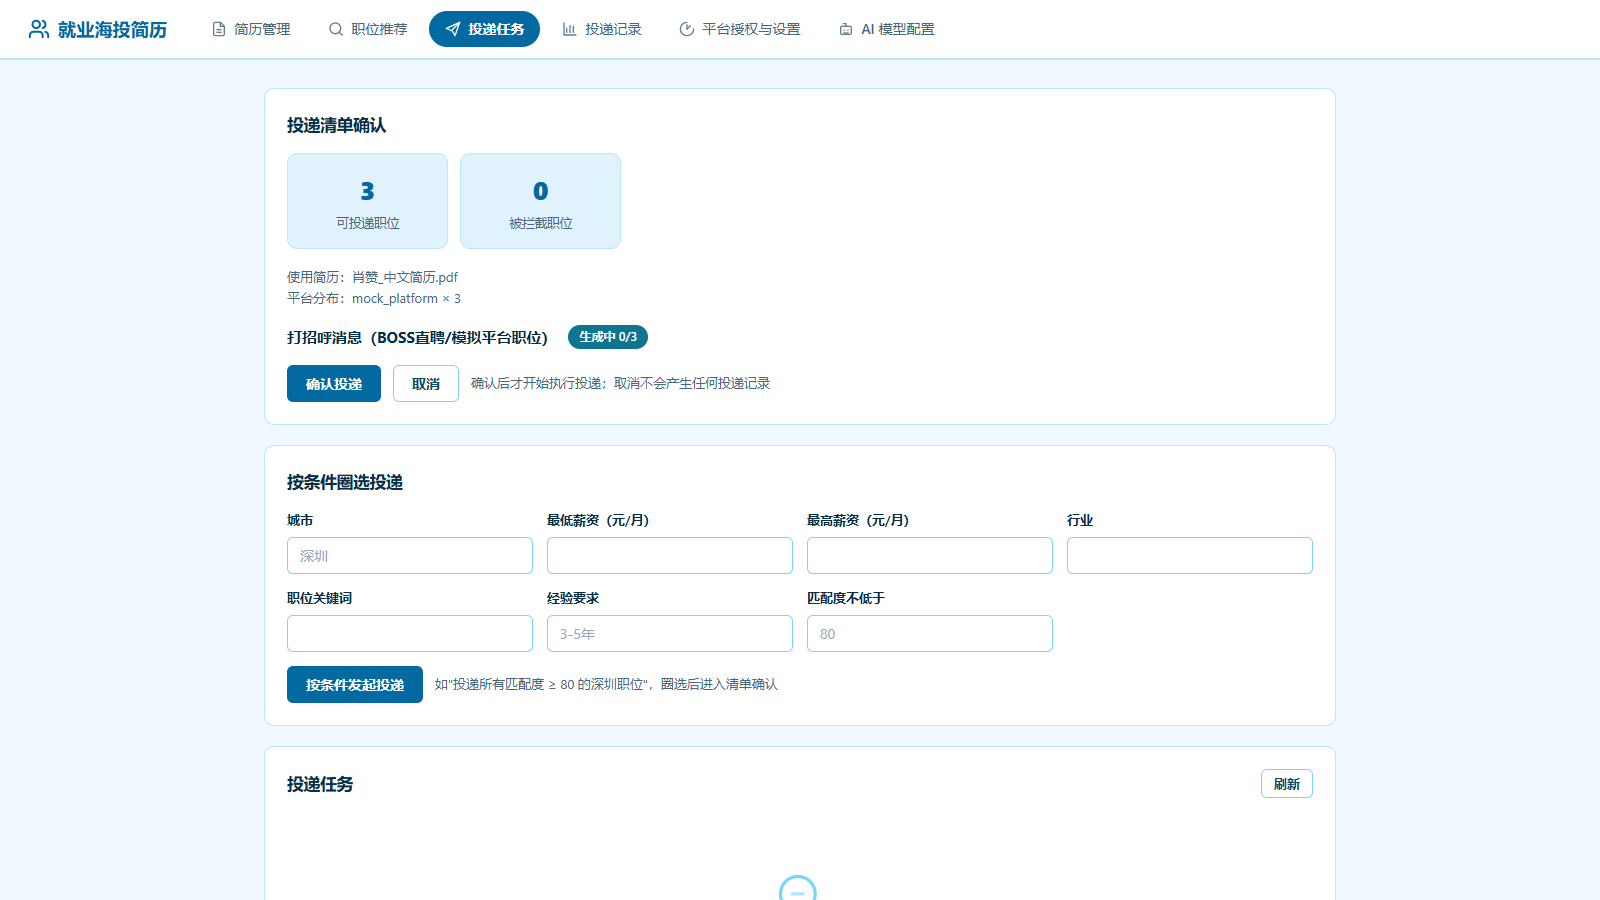 就业海投简历
简历管理
职位推荐
投递任务
投递记录
平台授权与设置
AI 模型配置
投递清单确认
3
可投递职位
0
被拦截职位
使用简历：肖赞_中文简历.pdf
平台分布：mock_platform × 3
打招呼消息（BOSS直聘/模拟平台职位）
生成中 0/3
确认投递
取消
确认后才开始执行投递；取消不会产生任何投递记录
按条件圈选投递
城市
最低薪资（元/月）
最高薪资（元/月）
行业
深圳
职位关键词
经验要求
匹配度不低于
3-5年
80
按条件发起投递
如"投递所有匹配度 ≥ 80 的深圳职位"，圈选后进入清单确认
投递任务
刷新